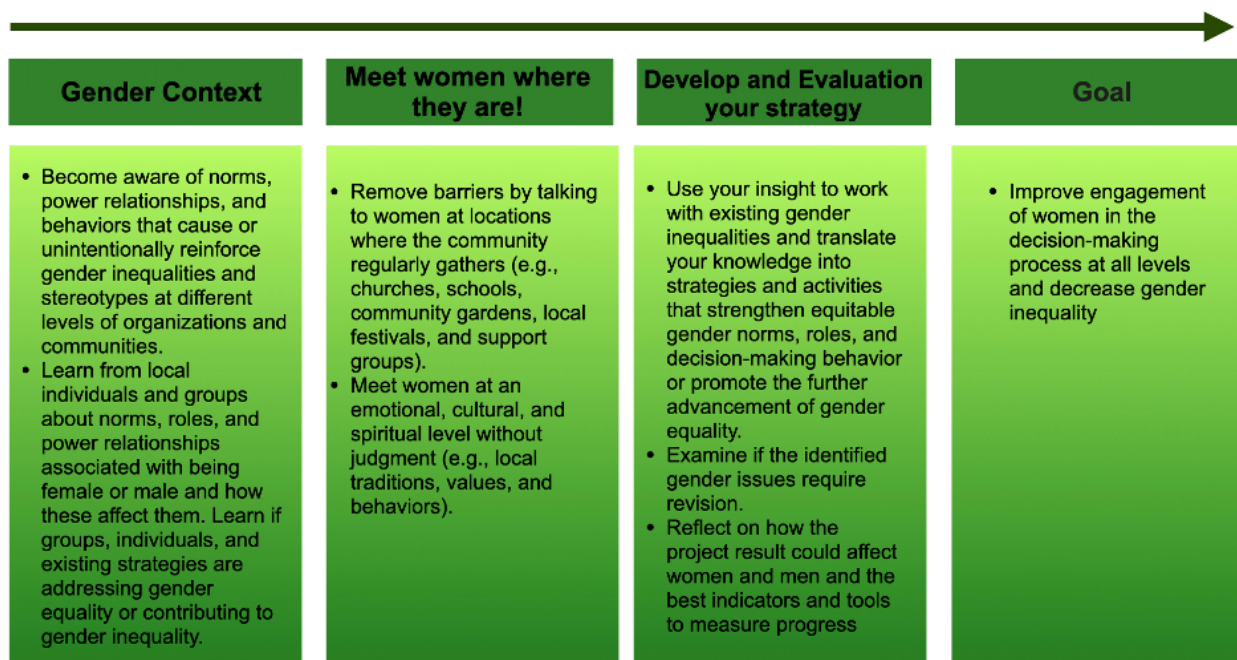 Gender Context
• Become aware of norms,
power relationships, and
behaviors that cause or
unintentionally reinforce
gender inequalities and
stereotypes at different
levels of organizations and
communities.
• Learn from local
individuals and groups
about norms, roles, and
power relationships
associated with being
female or male and how
these affect them. Learn if
groups, individuals, and
existing strategies are
addressing gender
equality or contributing to
gender inequality.
Meet women where
they are!
• Remove barriers by talking
to women at locations
where the community
regularly gathers (e.g.,
churches, schools,
community gardens, local
festivals, and support
groups).
• Meet women at an
emotional, cultural, and
spiritual level without
judgment (e.g., local
traditions, values, and
behaviors).
Develop and Evaluation
your strategy
• Use your insight to work
with existing gender
inequalities and translate
your knowledge into
strategies and activities
that strengthen equitable
gender norms, roles, and
decision-making behavior
or promote the further
advancement of gender
equality.
• Examine if the identified
gender issues require
revision.
• Reflect on how the
project result could affect
women and men and the
best indicators and tools
to measure progress
Goal
• Improve engagement
of women in the
decision-making
process at all levels
and decrease gender
inequality